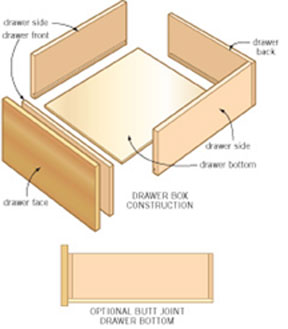 drawer side
drawer front
drawer
back
drawer side
drawer bottom
drawer face
DRAWER BOX
CONSTRUCTION
OPTIONAL BUTT JOINT
DRAWER BOTTOM